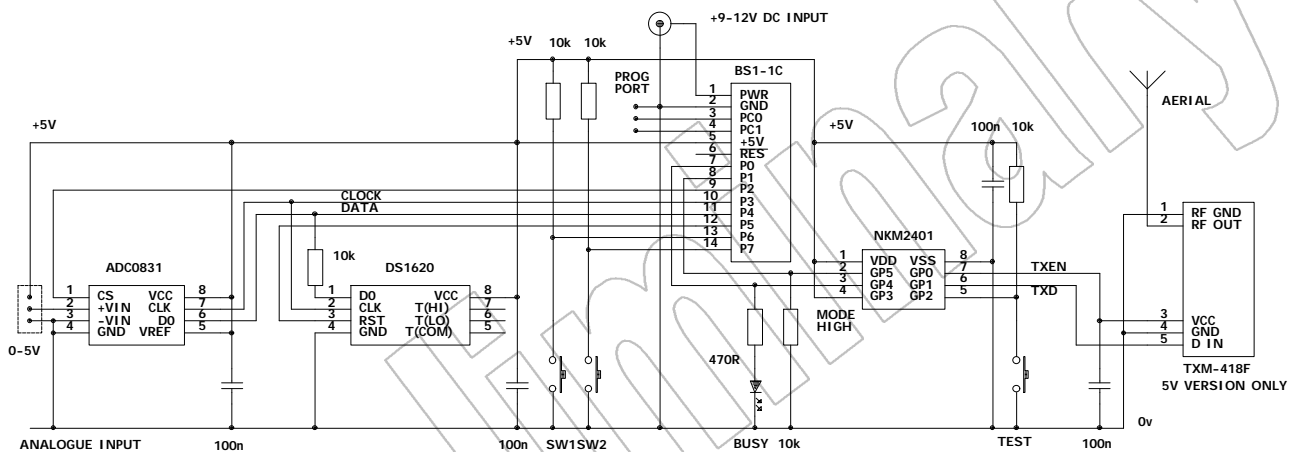 +9-12V DC INPUT
+5V
10k 10k
BS1-1C
PROG
PORT
1 PWR
2 GND
3 PC0
4 PC1
5 +5V
6 RES
7 P0
8 P1
9 P2
10 P3
11 P4
12 P5
13 P6
14 P7
AERIAL
+5V
+5V
100n 10k
CLOCK
DATA
10k
ADC0831
1 CS VCC 8
2 +VIN CLK 7
3 -VIN D0 6
4 GND VREF 5
0-5V
DS1620
1 D0 VCC 8
2 CLK T(HI) 7
3 RST T(LO) 6
4 GND T(COM) 5
NKM2401
1 VDD VSS 8
2 GP5 GP0 7
3 GP4 GP1 6
4 GP3 GP2 5
TXEN
TXD
MODE
HIGH
1 RF GND
2 RF OUT
3 VCC
4 GND
5 D IN
TXM-418F
5V VERSION ONLY
470R
0v
ANALOGUE INPUT
100n
100n
SW1SW2
BUSY 10k
TEST
100n
liminary